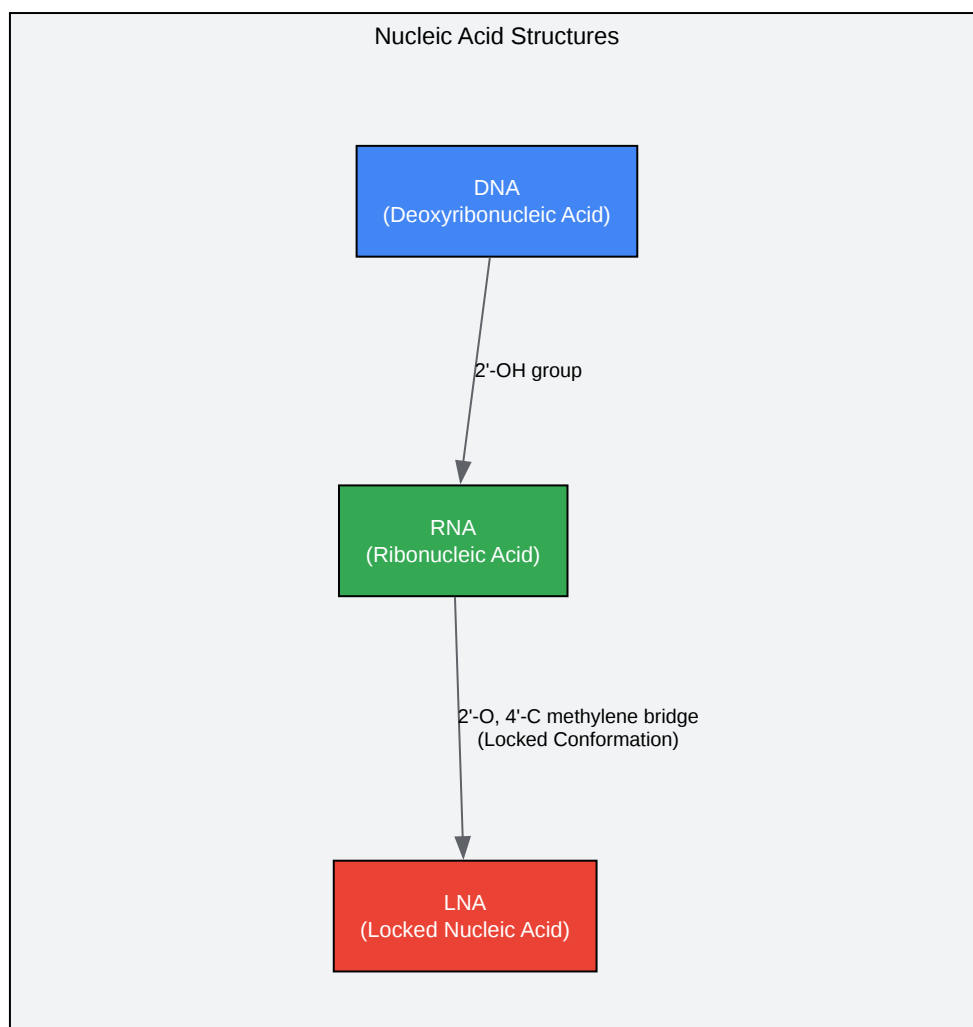 Nucleic Acid Structures
DNA
(Deoxyribonucleic Acid)
2'-OH group
RNA
(Ribonucleic Acid)
2'-O, 4'-C methylene bridge
(Locked Conformation)
LNA
(Locked Nucleic Acid)